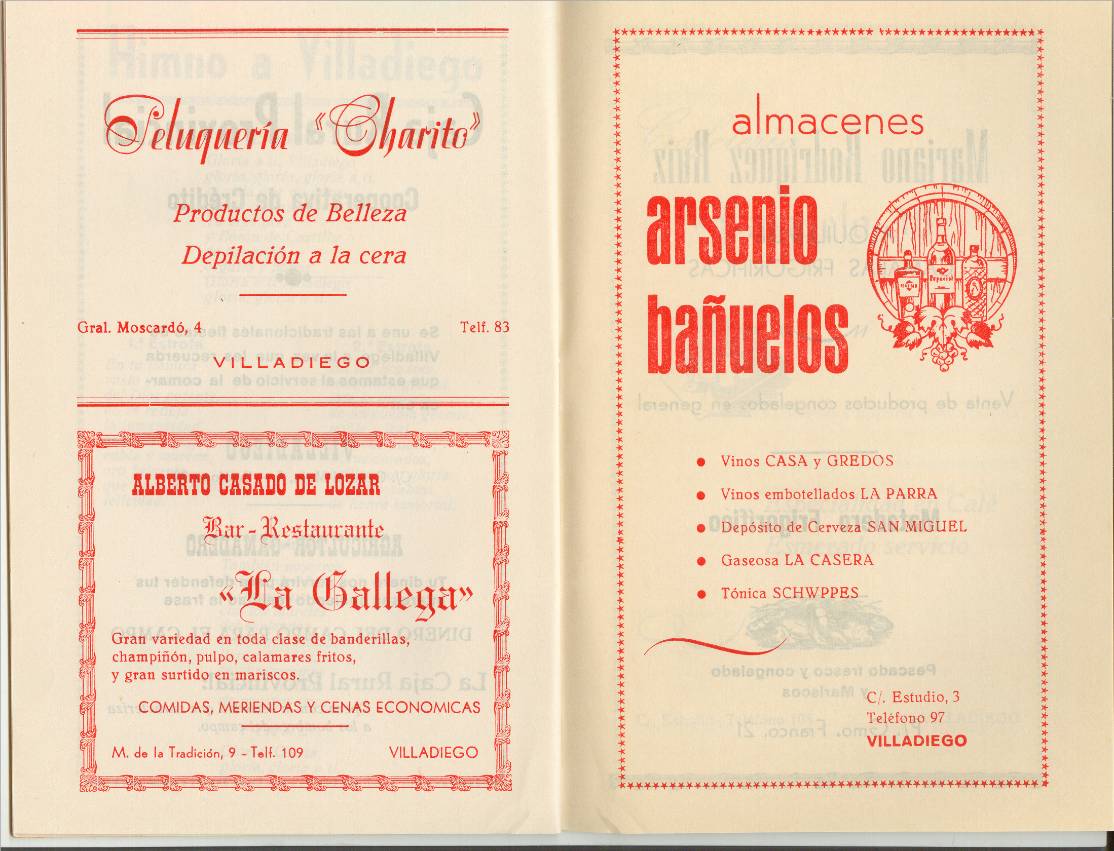 Peluquería "Charito"
Productos de Belleza
Depilación a la cera
Gral. Moscardó, 4 Telf. 83
VILLADIEGO
ALBERTO CASADO DE LOZAR
Bar-Restaurante
«La Gallega»
Gran variedad en toda clase de banderillas,
champiñón, pulpo, calamares fritos,
y gran surtido en mariscos.
COMIDAS, MERIENDAS Y CENAS ECONOMICAS
M. de la Tradición, 9 - Telf. 109 VILLADIEGO
almacenes
arsenio
bañuelos
Especial
● Vinos CASA y GREDOS
● Vinos embotellados LA PARRA
● Depósito de Cerveza SAN MIGUEL
● Gaseosa LA CASERA
● Tónica SCHWPPES
C/. Estudio, 3
Teléfono 97
VILLADIEGO